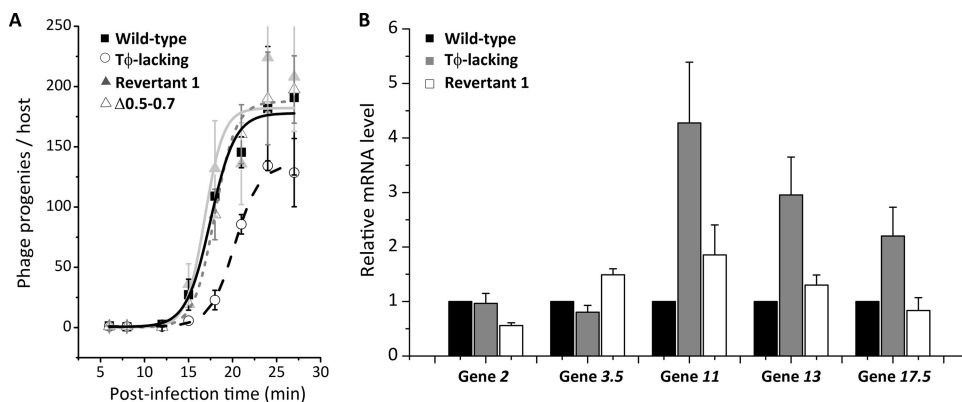 A
Wild-type
Tϕ-lacking
Revertant 1
Δ0.5-0.7
Phage progenies / host
250
200
150
100
50
0
5 10 15 20 25 30
Post-infection time (min)
B
Wild-type
Tϕ-lacking
Revertant 1
Relative mRNA level
6
5
4
3
2
1
0
Gene 2 Gene 3.5 Gene 11 Gene 13 Gene 17.5